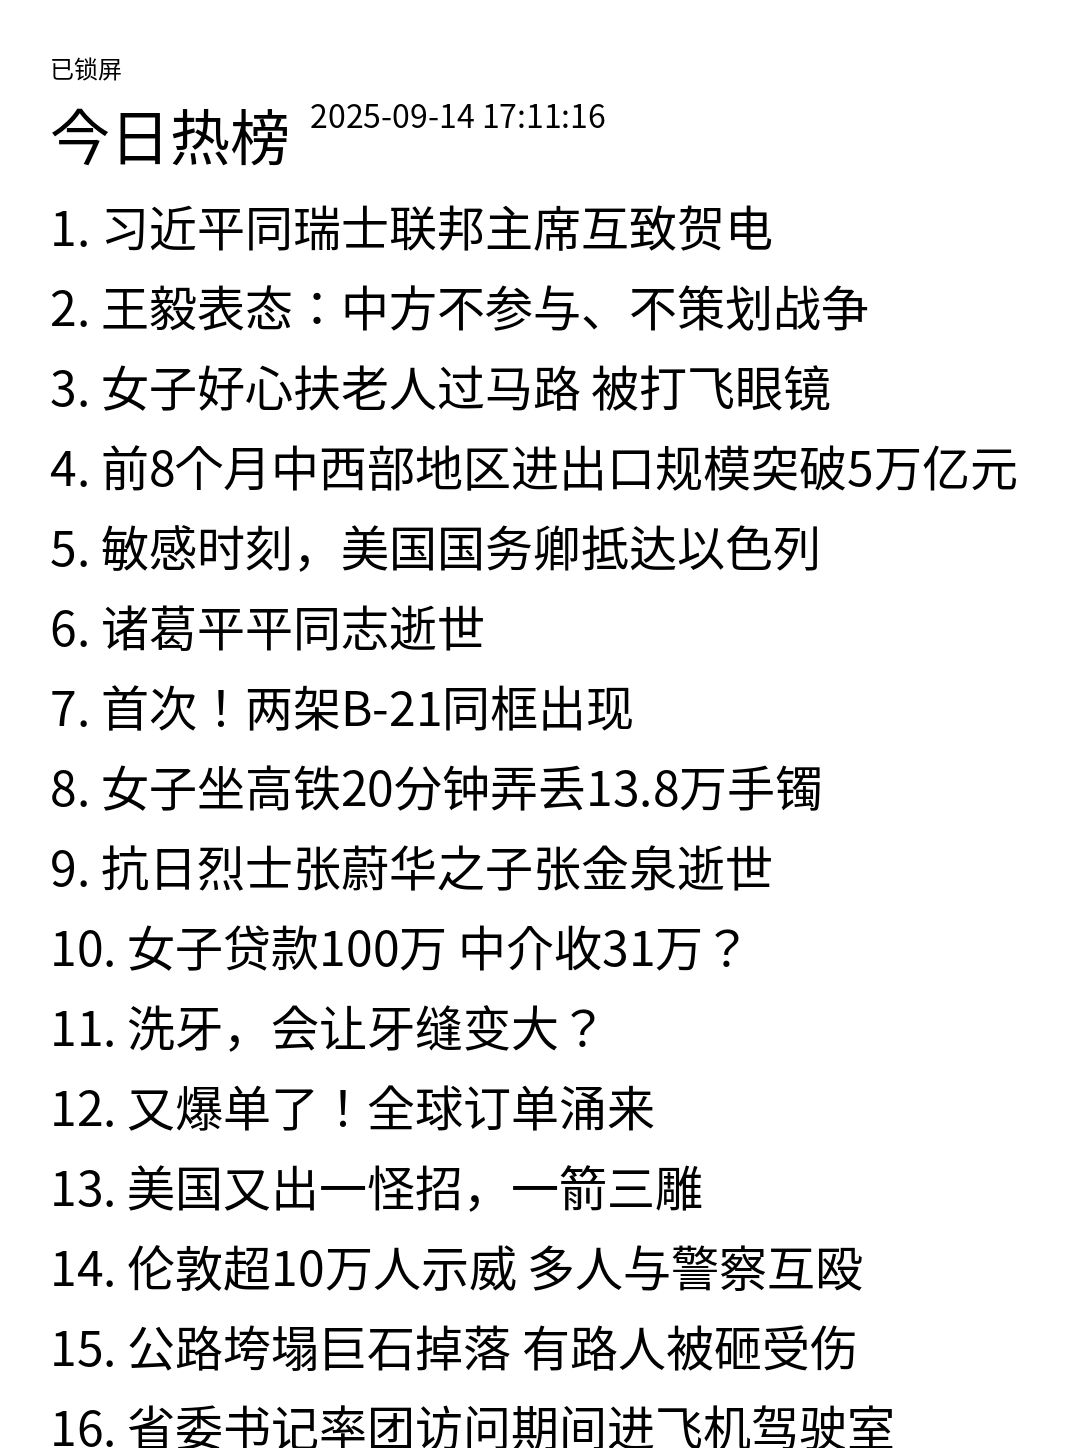 已锁屏
今日热榜 2025-09-14 17:11:16
1. 习近平同瑞士联邦主席互致贺电
2. 王毅表态：中方不参与、不策划战争
3. 女子好心扶老人过马路 被打飞眼镜
4. 前8个月中西部地区进出口规模突破5万亿元
5. 敏感时刻，美国国务卿抵达以色列
6. 诸葛平平同志逝世
7. 首次！两架B-21同框出现
8. 女子坐高铁20分钟弄丢13.8万手镯
9. 抗日烈士张蔚华之子张金泉逝世
10. 女子贷款100万 中介收31万？
11. 洗牙，会让牙缝变大？
12. 又爆单了！全球订单涌来
13. 美国又出一怪招，一箭三雕
14. 伦敦超10万人示威 多人与警察互殴
15. 公路垮塌巨石掉落 有路人被砸受伤
16. 省委书记率团访问期间进飞机驾驶室